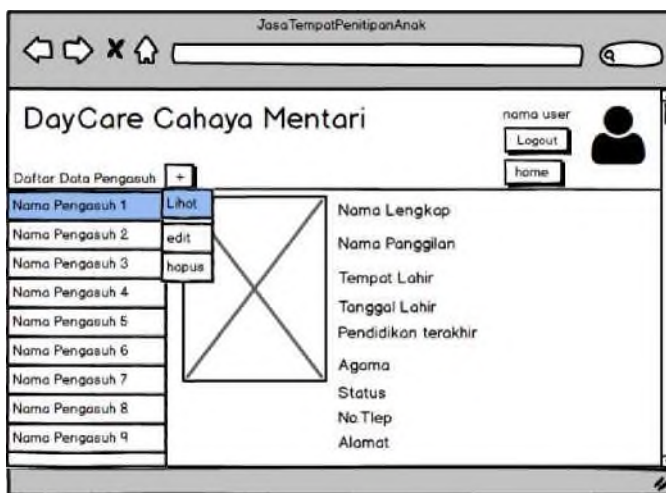 JasaTempatPenitipanAnak
DayCare Cahaya Mentari
nama user
Logout
home
Daftar Data Pengasuh
+
Nama Pengasuh 1
Nama Pengasuh 2
Nama Pengasuh 3
Nama Pengasuh 4
Nama Pengasuh 5
Nama Pengasuh 6
Nama Pengasuh 7
Nama Pengasuh 8
Nama Pengasuh 9
Lihat
edit
hapus
Nama Lengkap
Nama Panggilan
Tempat Lahir
Tanggal Lahir
Pendidikan terakhir
Agama
Status
No.Tlep
Alamat